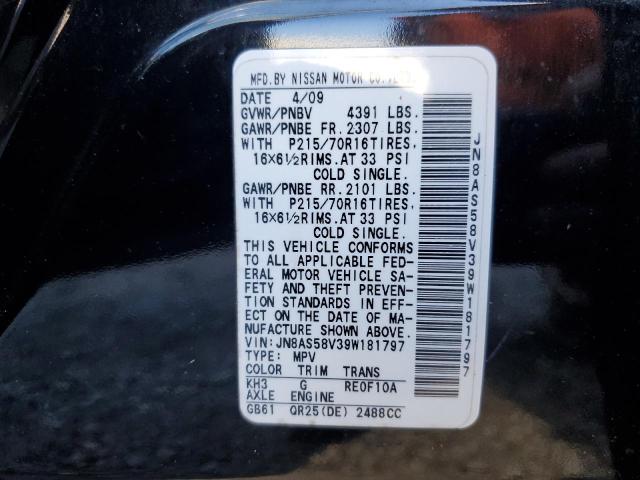 MFD.BY NISSAN MOTOR CO.,LTD.
DATE 4/09
GVWR/PNBV 4391 LBS.
GAWR/PNBE FR. 2307 LBS.
WITH P215/70R16TIRES,
16×6½RIMS.AT 33 PSI
COLD SINGLE.
GAWR/PNBE RR. 2101 LBS.
WITH P215/70R16TIRES,
16×6½RIMS.AT 33 PSI
COLD SINGLE.
THIS VEHICLE CONFORMS
TO ALL APPLICABLE FED-
ERAL MOTOR VEHICLE SA-
FETY AND THEFT PREVEN-
TION STANDARDS IN EFF-
ECT ON THE DATE OF MA-
NUFACTURE SHOWN ABOVE.
VIN:JN8AS58V39W181797
TYPE: MPV
COLOR TRIM TRANS
KH3 G RE0F10A
AXLE ENGINE
GB61 QR25(DE) 2488CC
JN8AS58V39W181797